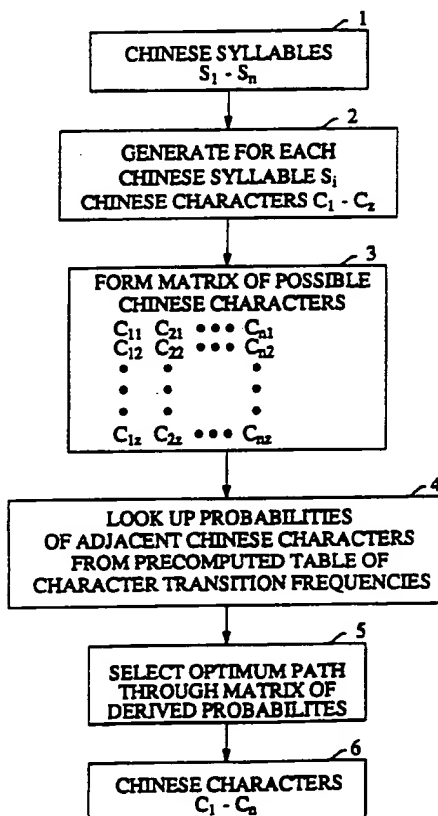 1
CHINESE SYLLABLES
S₁ - Sₙ
2
GENERATE FOR EACH
CHINESE SYLLABLE Sᵢ
CHINESE CHARACTERS C₁ - C_z
3
FORM MATRIX OF POSSIBLE
CHINESE CHARACTERS
C₁₁ C₂₁ ••• Cₙ₁
C₁₂ C₂₂ ••• Cₙ₂
• • •
• • •
• • •
C₁z C₂z ••• Cₙz
4
LOOK UP PROBABILITIES
OF ADJACENT CHINESE CHARACTERS
FROM PRECOMPUTED TABLE OF
CHARACTER TRANSITION FREQUENCIES
5
SELECT OPTIMUM PATH
THROUGH MATRIX OF
DERIVED PROBABILITES
6
CHINESE CHARACTERS
C₁ - Cₙ